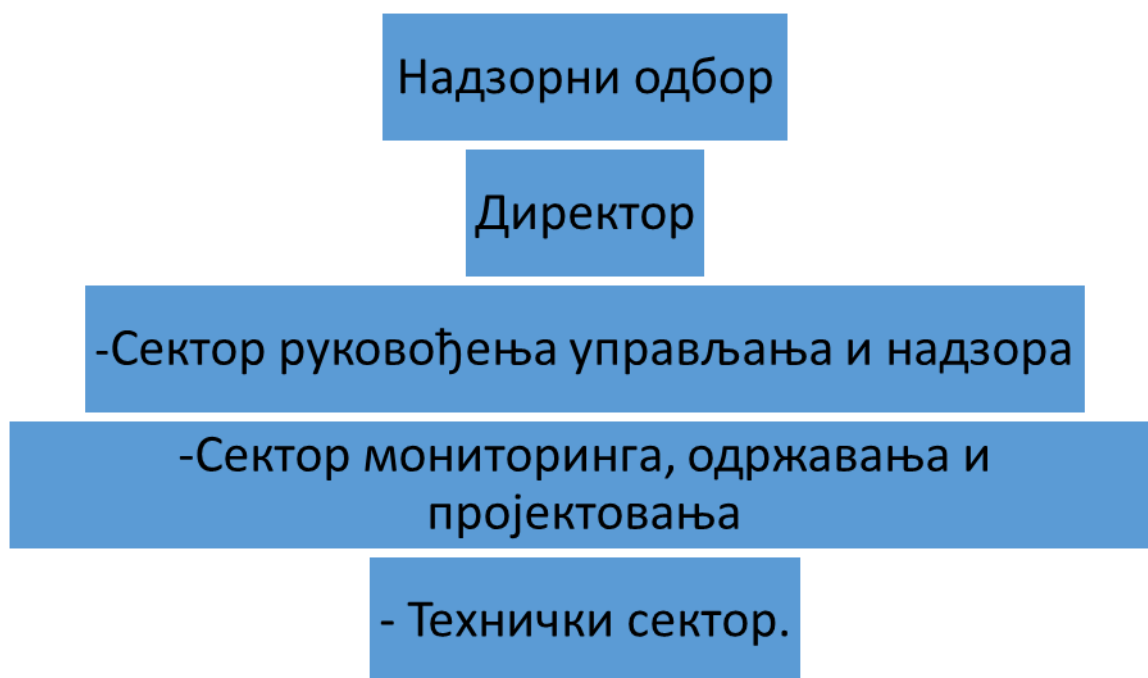 Надзорни одбор
Директор
-Сектор руковођења управљања и надзора
-Сектор мониторинга, одржавања и
пројектовања
- Технички сектор.